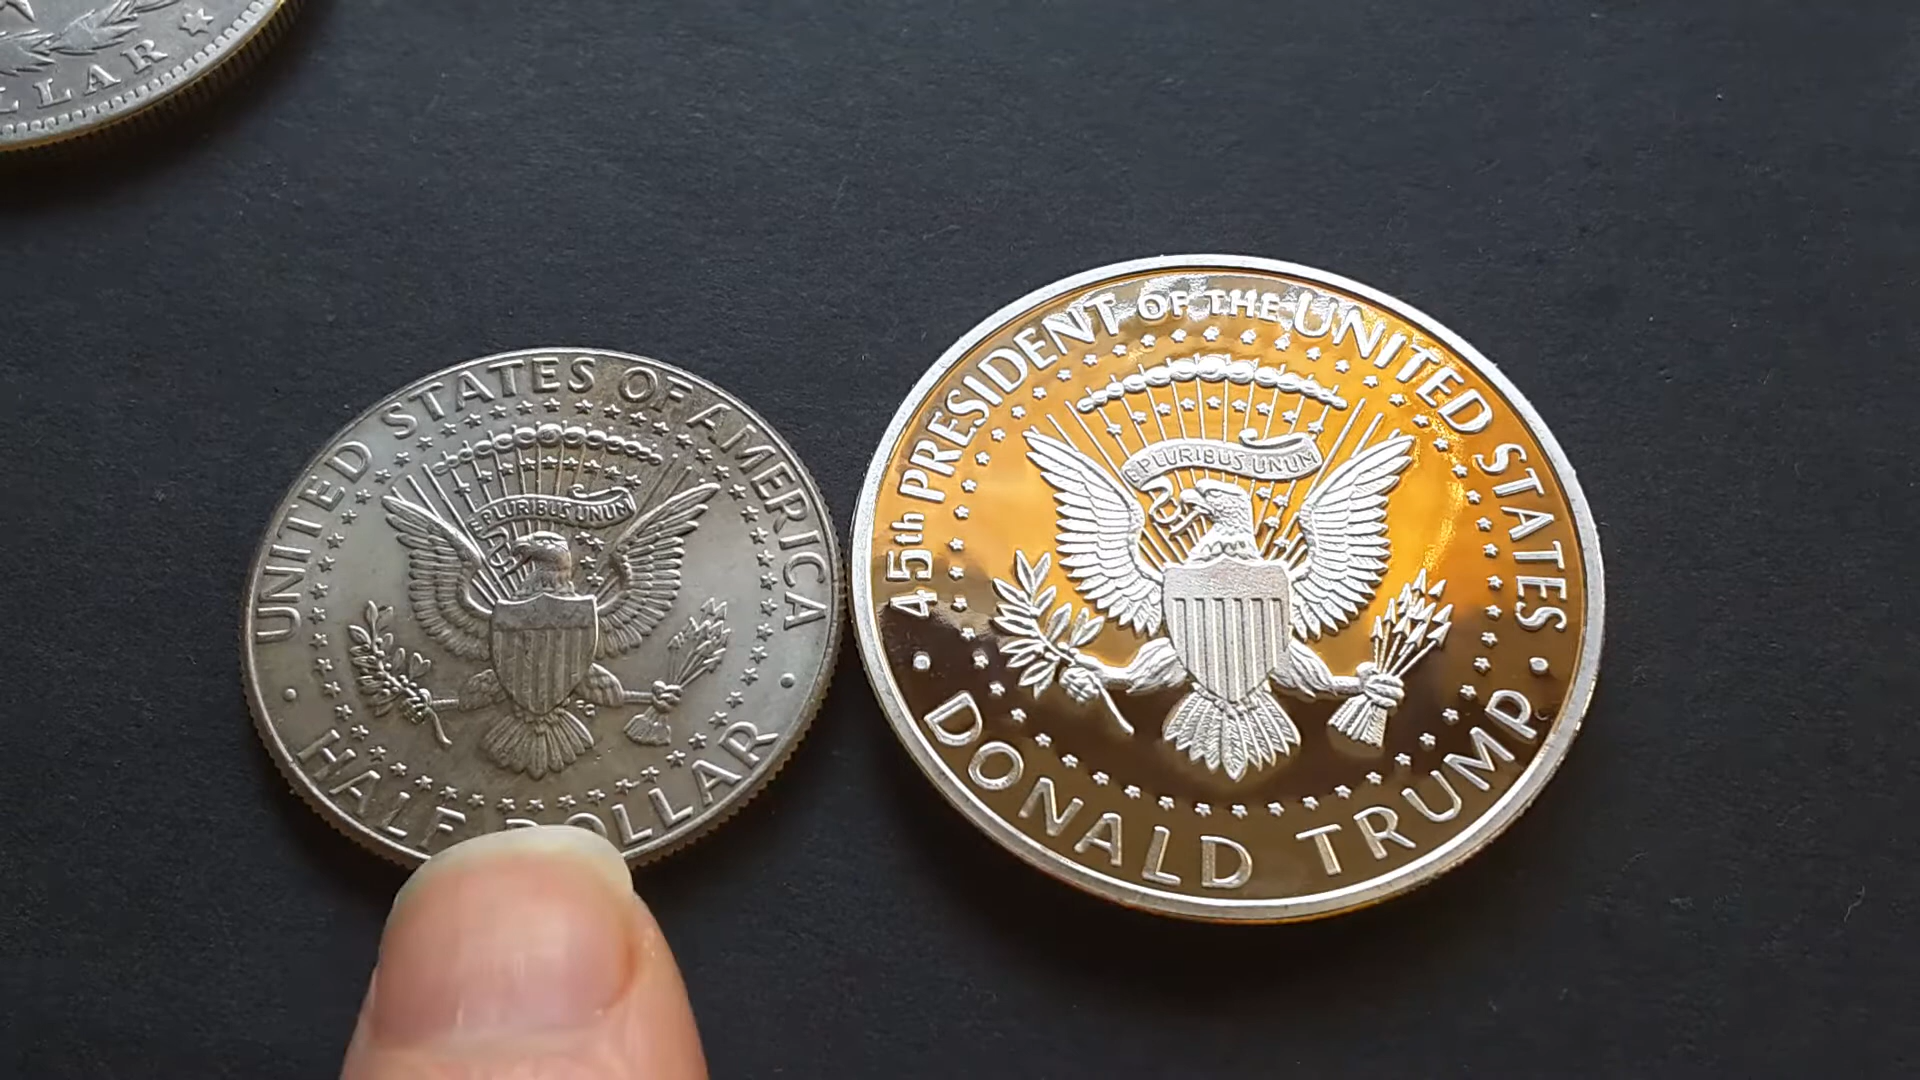 LLAR
UNITED STATES OF AMERICA
E PLURIBUS UNUM
HALF DOLLAR
45th PRESIDENT OF THE UNITED STATES
E PLURIBUS UNUM
DONALD TRUMP